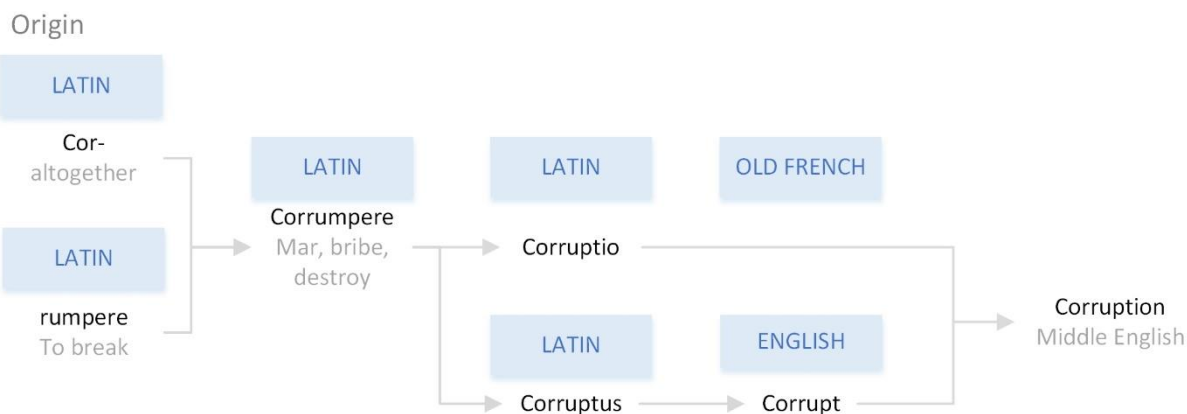 Origin
LATIN
Cor-
altogether
LATIN
rumpere
To break
LATIN
Corrumpere
Mar, bribe,
destroy
LATIN
Corruptio
OLD FRENCH
LATIN
Corruptus
ENGLISH
Corrupt
Corruption
Middle English